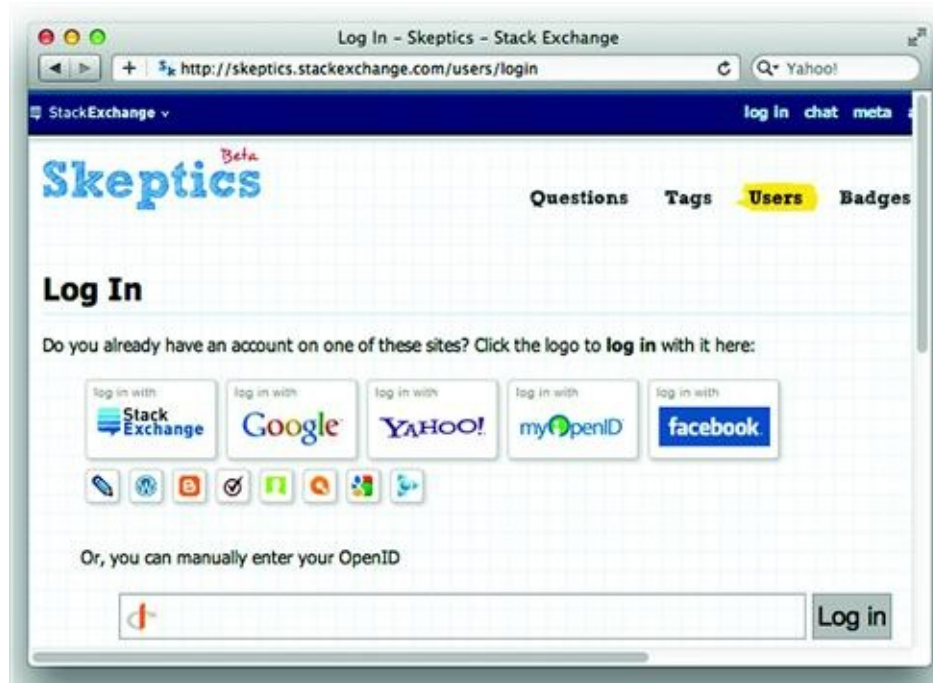 Log In – Skeptics – Stack Exchange
http://skeptics.stackexchange.com/users/login
Yahoo!
StackExchange
log in chat meta
Beta
Skeptics
Questions Tags Users Badges
Log In
Do you already have an account on one of these sites? Click the logo to log in with it here:
log in with log in with log in with log in with log in with
Stack Exchange Google YAHOO! myOpenID facebook
Or, you can manually enter your OpenID
Log in